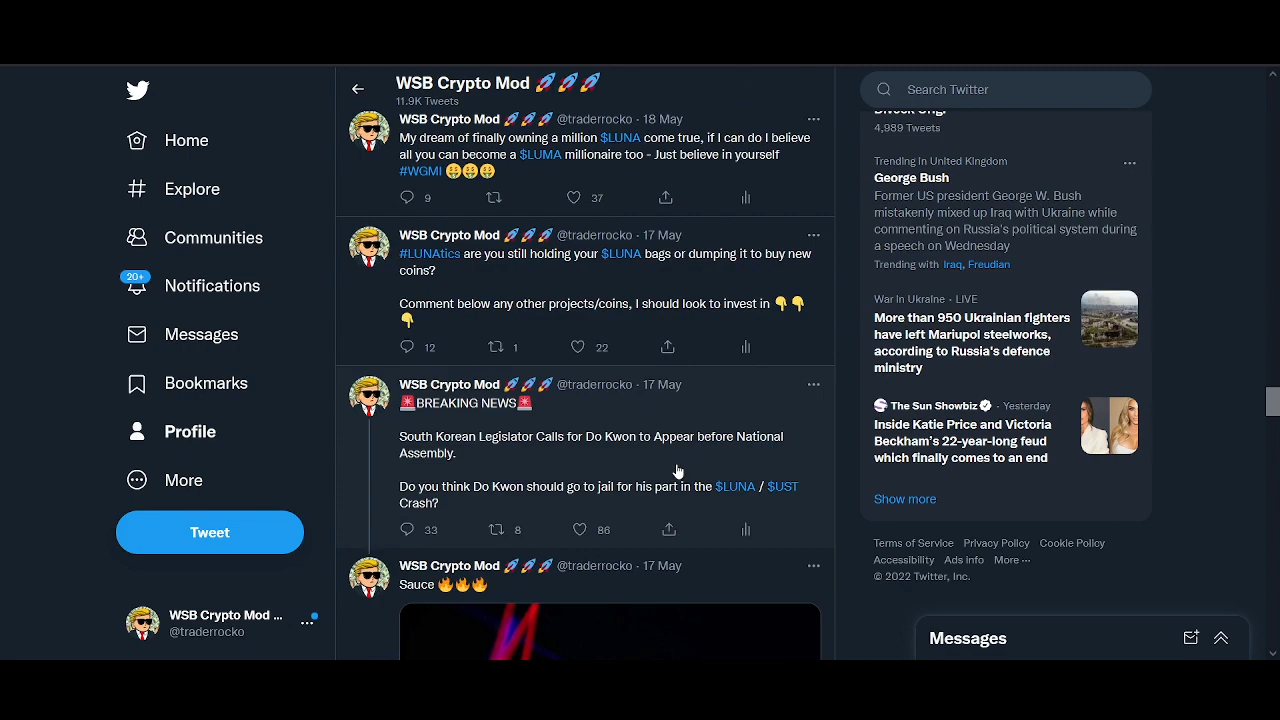 Home
Explore
Communities
20+
Notifications
Messages
Bookmarks
Profile
More
Tweet
WSB Crypto Mod ...
@traderrocko
WSB Crypto Mod 🚀🚀🚀
11.9K Tweets
WSB Crypto Mod 🚀🚀🚀 @traderrocko · 18 May
My dream of finally owning a million $LUNA come true, if I can do I believe
all you can become a $LUMA millionaire too - Just believe in yourself
#WGMI 🤑🤑🤑
9 37
WSB Crypto Mod 🚀🚀🚀 @traderrocko · 17 May
#LUNAtics are you still holding your $LUNA bags or dumping it to buy new
coins?
Comment below any other projects/coins, I should look to invest in 👇👇
👇
12 1 22
WSB Crypto Mod 🚀🚀🚀 @traderrocko · 17 May
🚨BREAKING NEWS🚨
South Korean Legislator Calls for Do Kwon to Appear before National
Assembly.
Do you think Do Kwon should go to jail for his part in the $LUNA / $UST
Crash?
33 8 86
WSB Crypto Mod 🚀🚀🚀 @traderrocko · 17 May
Sauce 🔥🔥🔥
Search Twitter
4,989 Tweets
Trending in United Kingdom
George Bush
Former US president George W. Bush
mistakenly mixed up Iraq with Ukraine while
commenting on Russia's political system during
a speech on Wednesday
Trending with Iraq, Freudian
War in Ukraine · LIVE
More than 950 Ukrainian fighters
have left Mariupol steelworks,
according to Russia's defence
ministry
The Sun Showbiz · Yesterday
Inside Katie Price and Victoria
Beckham's 22-year-long feud
which finally comes to an end
Show more
Terms of Service Privacy Policy Cookie Policy
Accessibility Ads info More ···
© 2022 Twitter, Inc.
Messages